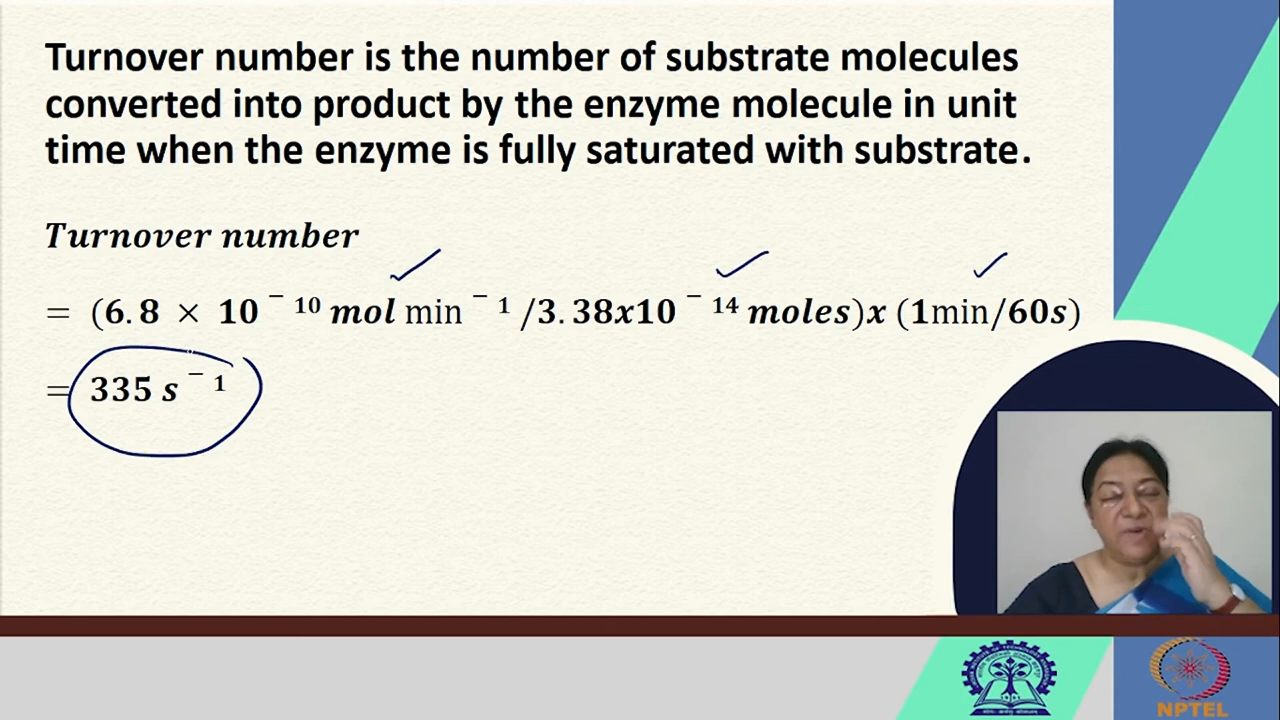 Turnover number is the number of substrate molecules
converted into product by the enzyme molecule in unit
time when the enzyme is fully saturated with substrate.
Turnover number
= (6.8 × 10⁻¹⁰ mol min⁻¹ /3.38x10⁻¹⁴ moles)x (1min/60s)
= 335 s⁻¹
NPTEL